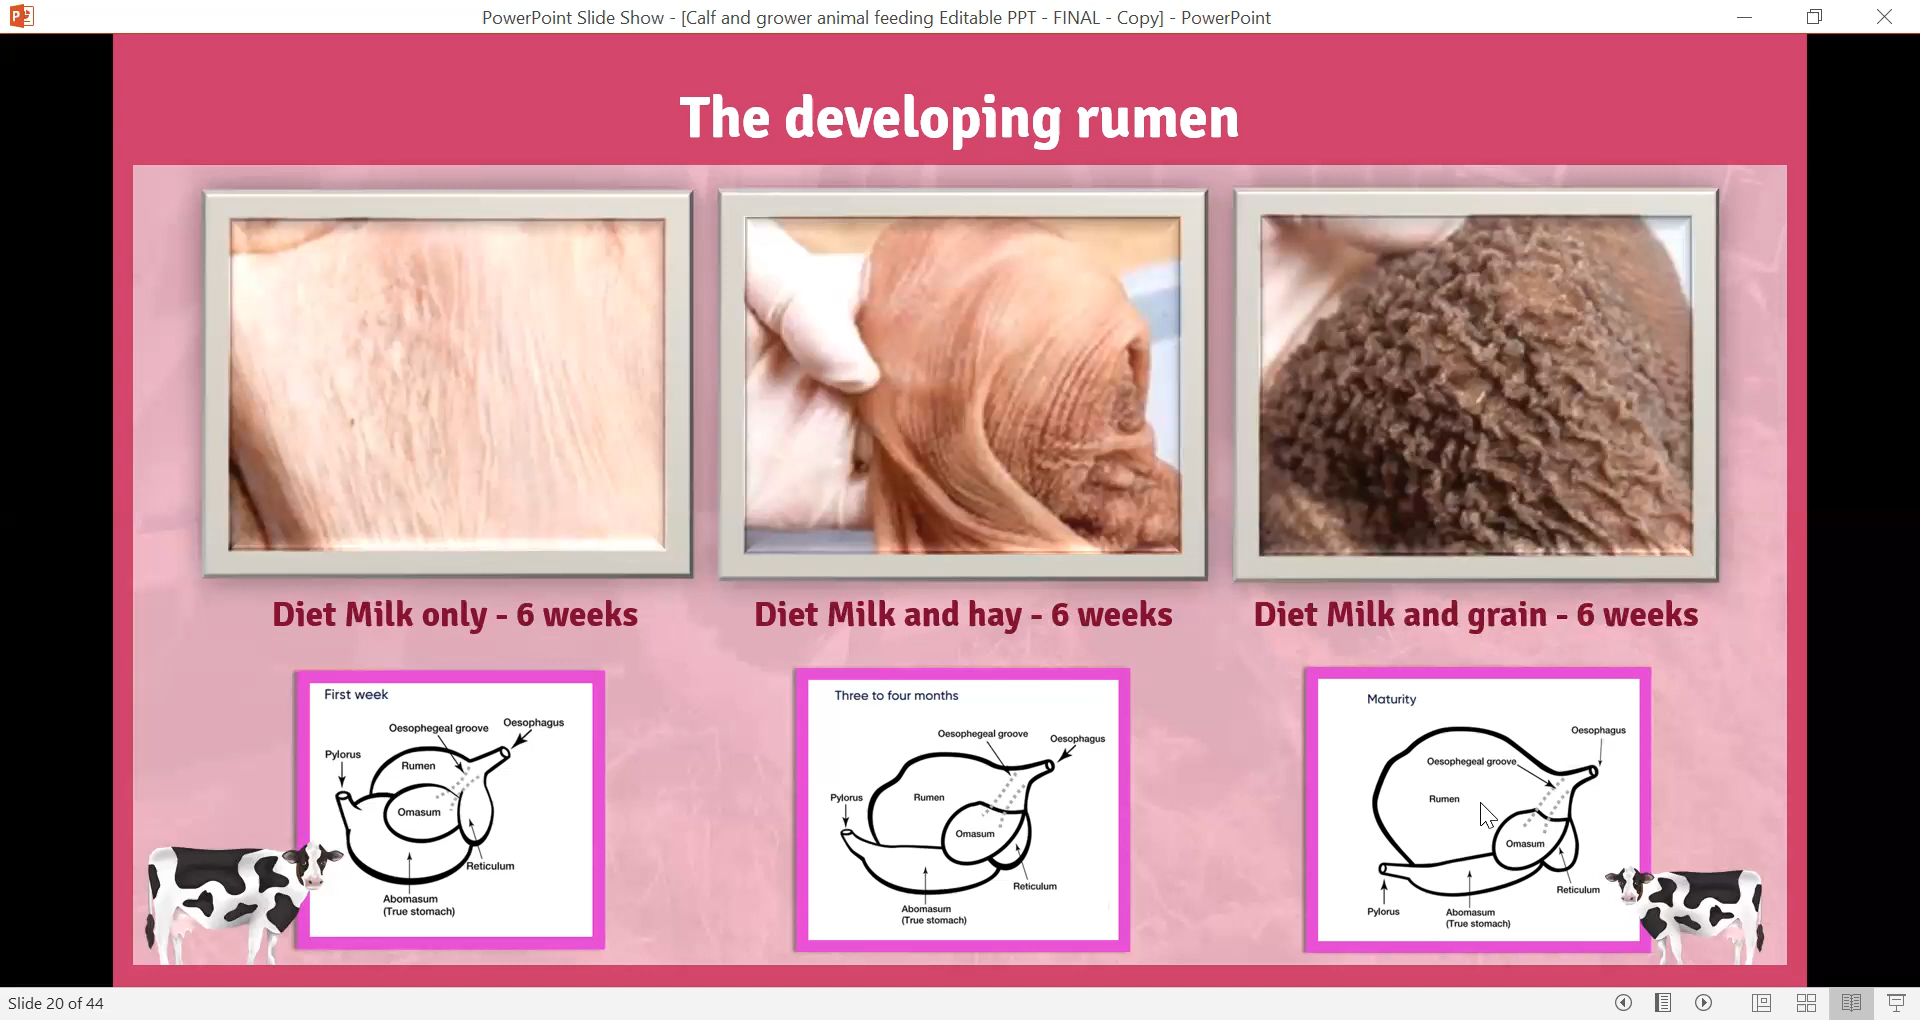 PowerPoint Slide Show - [Calf and grower animal feeding Editable PPT - FINAL - Copy] - PowerPoint
The developing rumen
Diet Milk only - 6 weeks
Diet Milk and hay - 6 weeks
Diet Milk and grain - 6 weeks
First week
Oesophegeal groove
Oesophagus
Pylorus
Rumen
Omasum
Reticulum
Abomasum
(True stomach)
Three to four months
Oesophegeal groove
Oesophagus
Pylorus
Rumen
Omasum
Reticulum
Abomasum
(True stomach)
Maturity
Oesophagus
Oesophegeal groove
Rumen
Omasum
Reticulum
Pylorus
Abomasum
(True stomach)
Slide 20 of 44